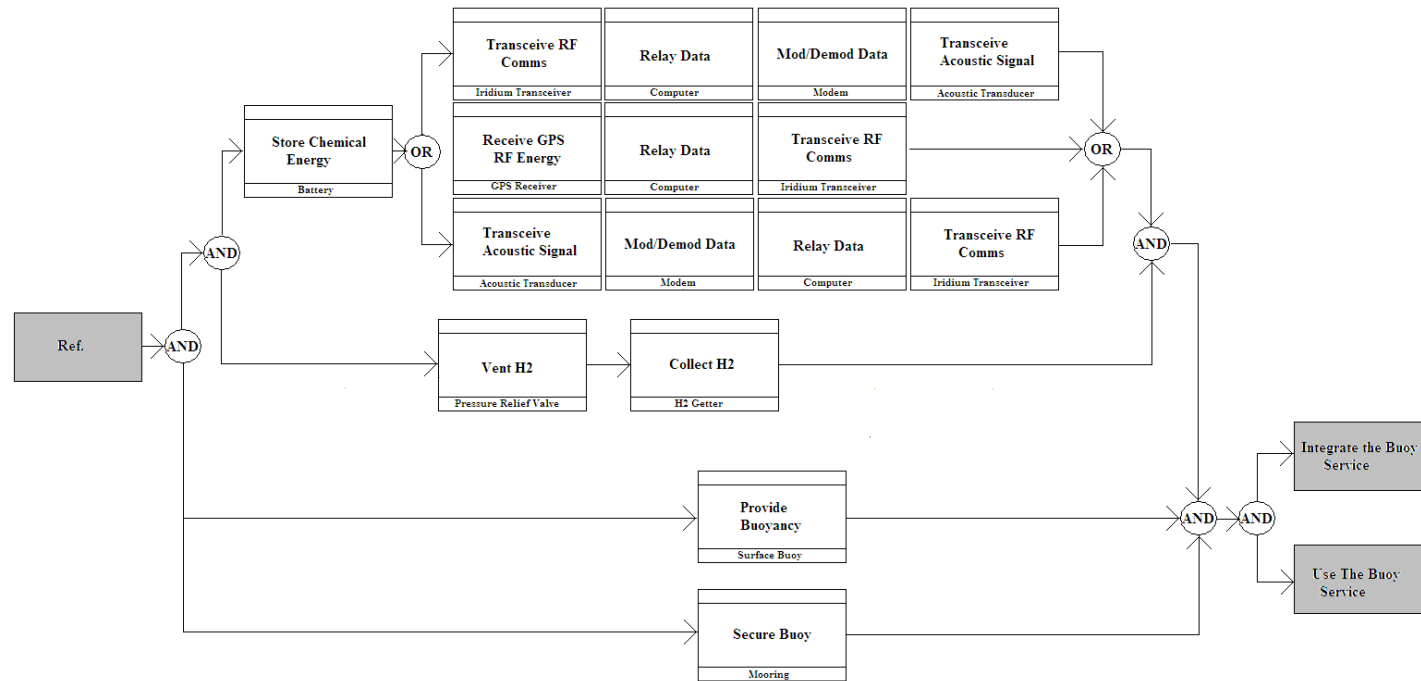 Transceive RF
Comms
Iridium Transceiver
Relay Data
Computer
Mod/Demod Data
Modem
Transceive
Acoustic Signal
Acoustic Transducer
Store Chemical
Energy
Battery
OR
Receive GPS
RF Energy
GPS Receiver
Relay Data
Computer
Transceive RF
Comms
Iridium Transceiver
OR
Transceive
Acoustic Signal
Acoustic Transducer
Mod/Demod Data
Modem
Relay Data
Computer
Transceive RF
Comms
Iridium Transceiver
AND
AND
Ref.
AND
Vent H2
Pressure Relief Valve
Collect H2
H2 Getter
Provide
Buoyancy
Surface Buoy
AND
AND
Integrate the Buoy
Service
Use The Buoy
Service
Secure Buoy
Mooring